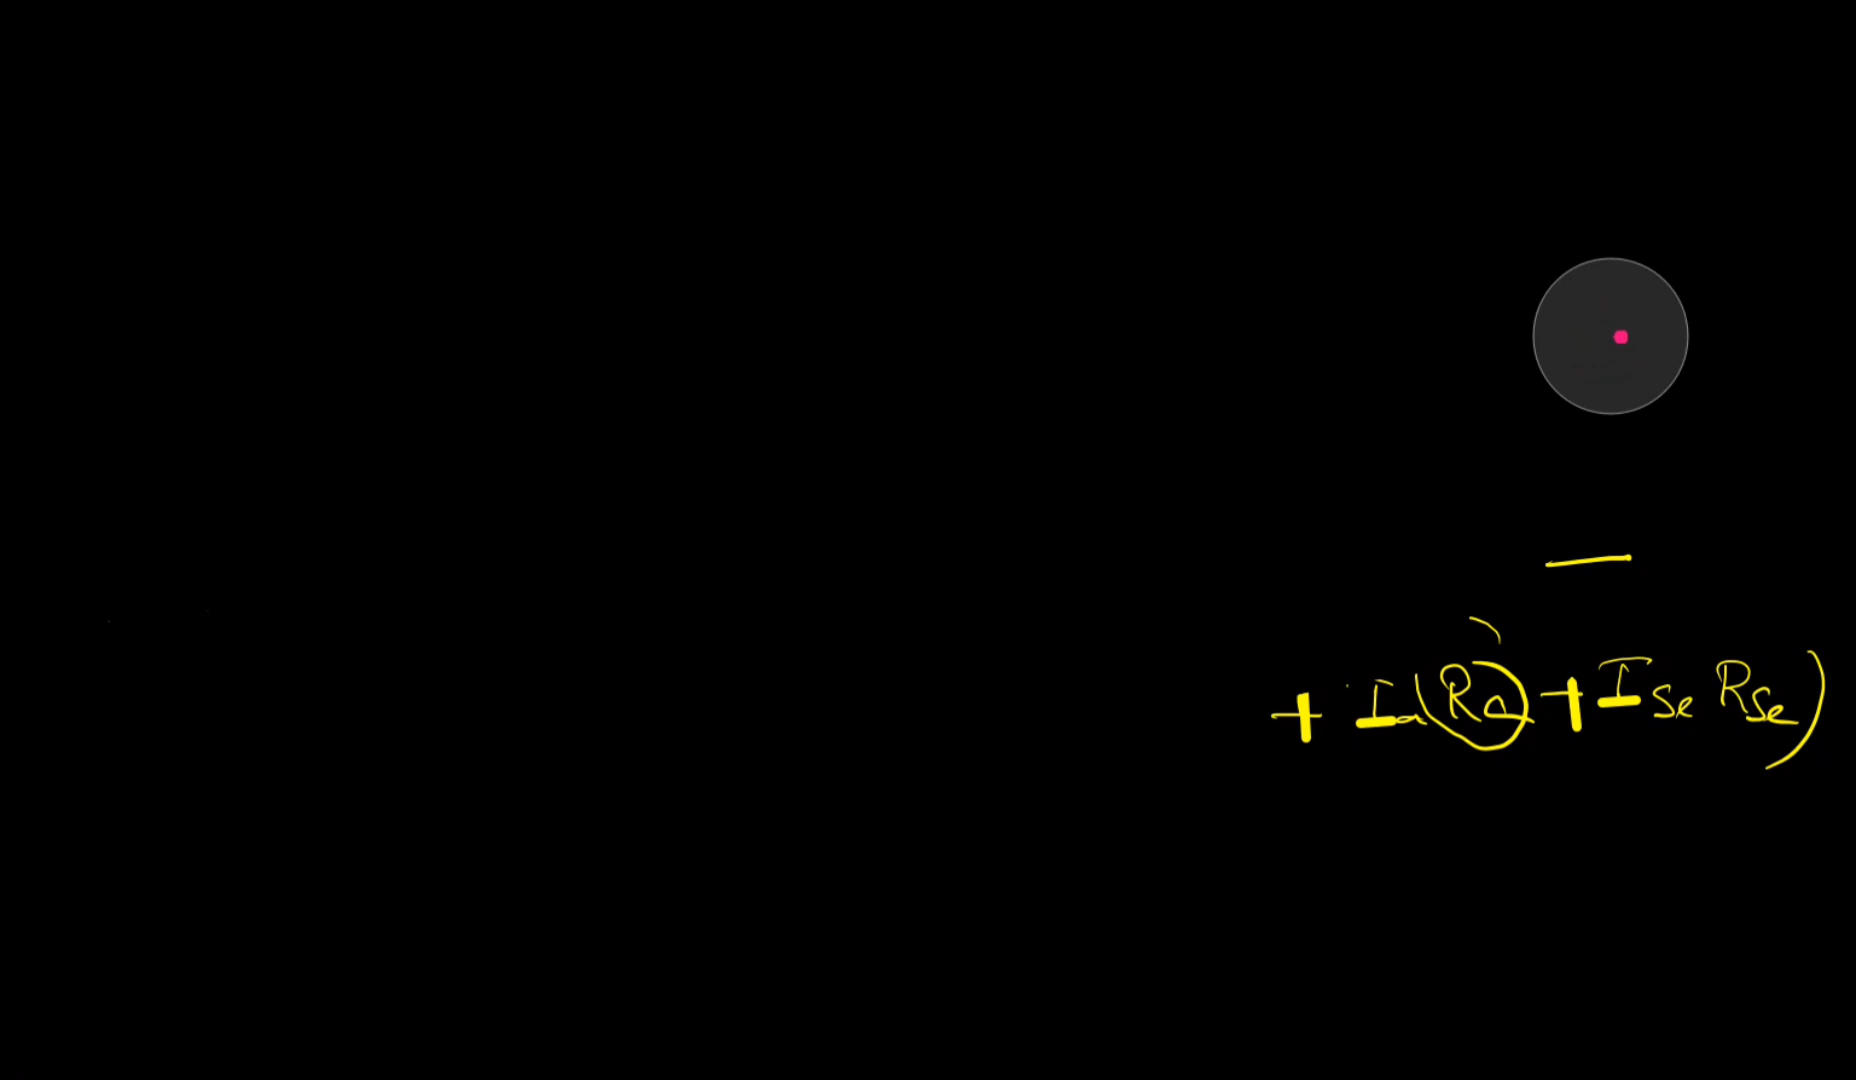 —
+ Ia(Ra) + Ise Rse)